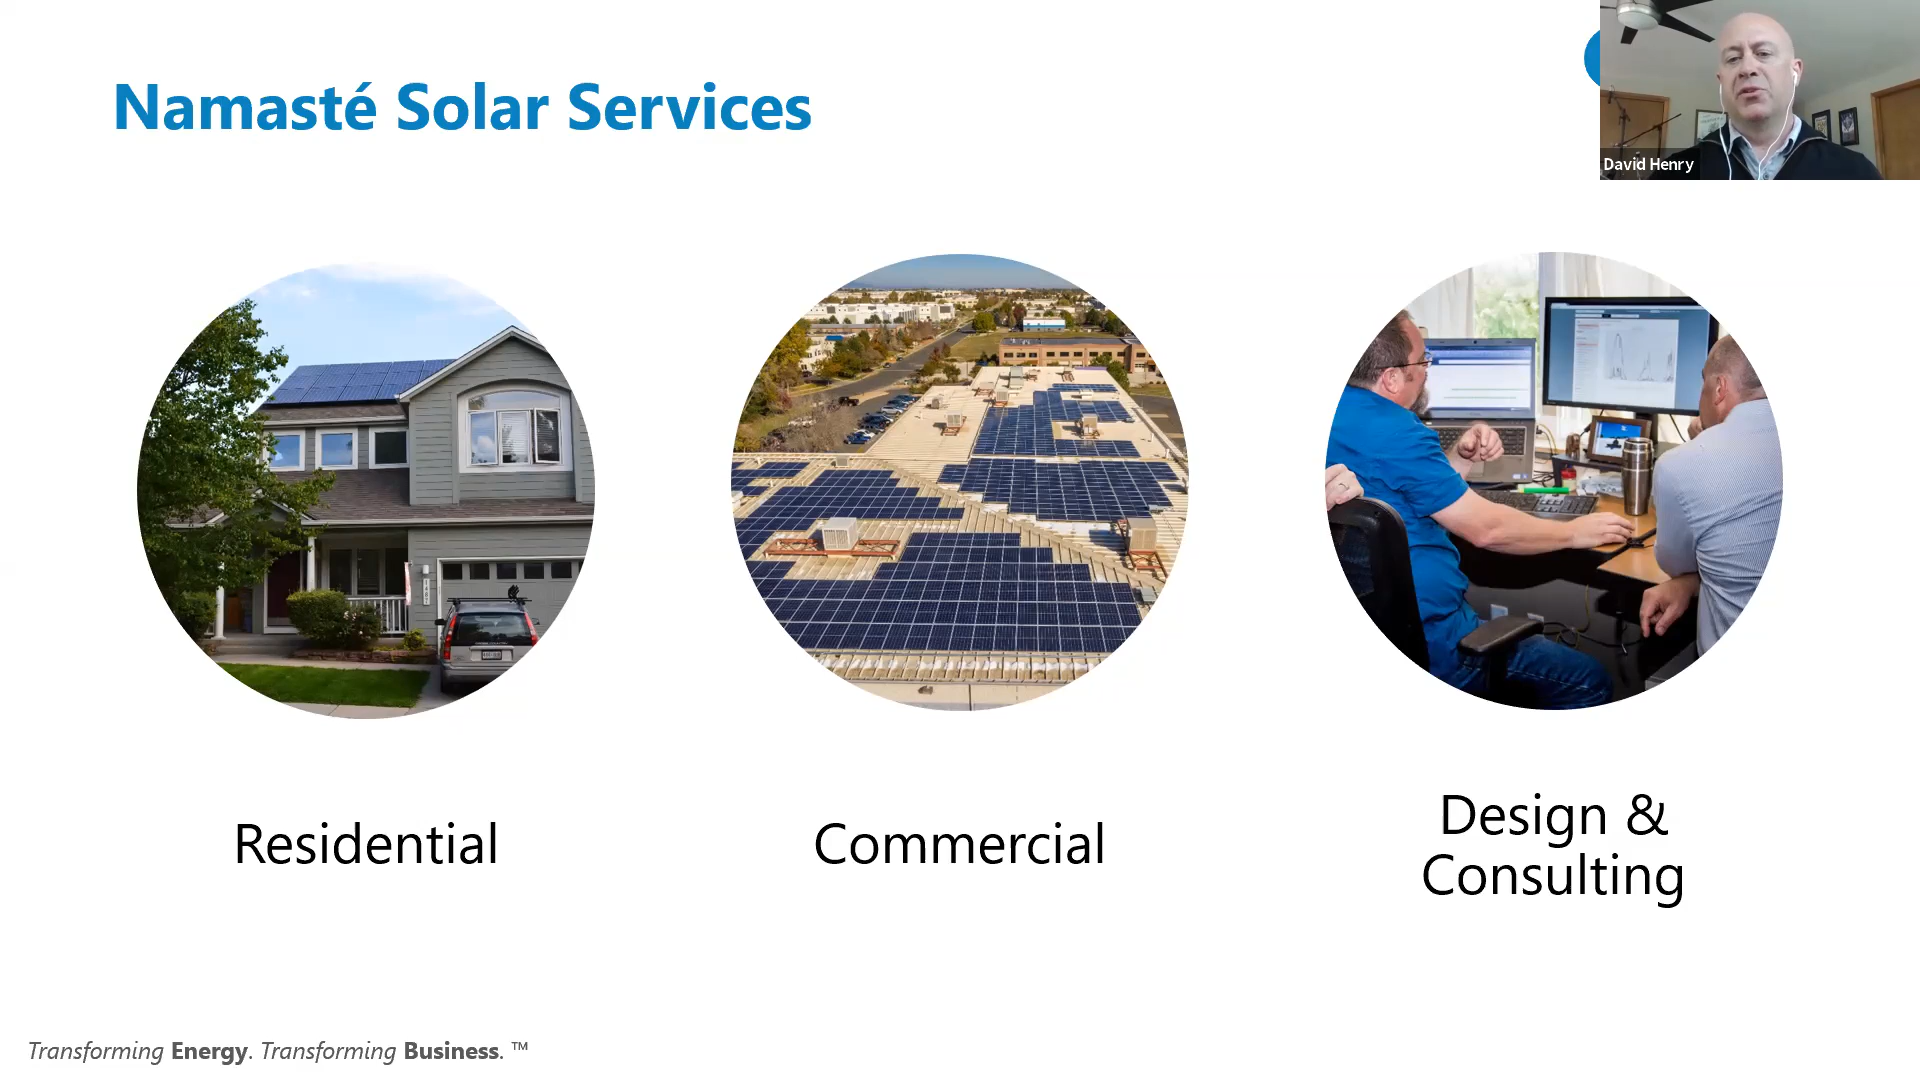 Namasté Solar Services
David Henry
Residential
Commercial
Design &
Consulting
Transforming Energy. Transforming Business. ™